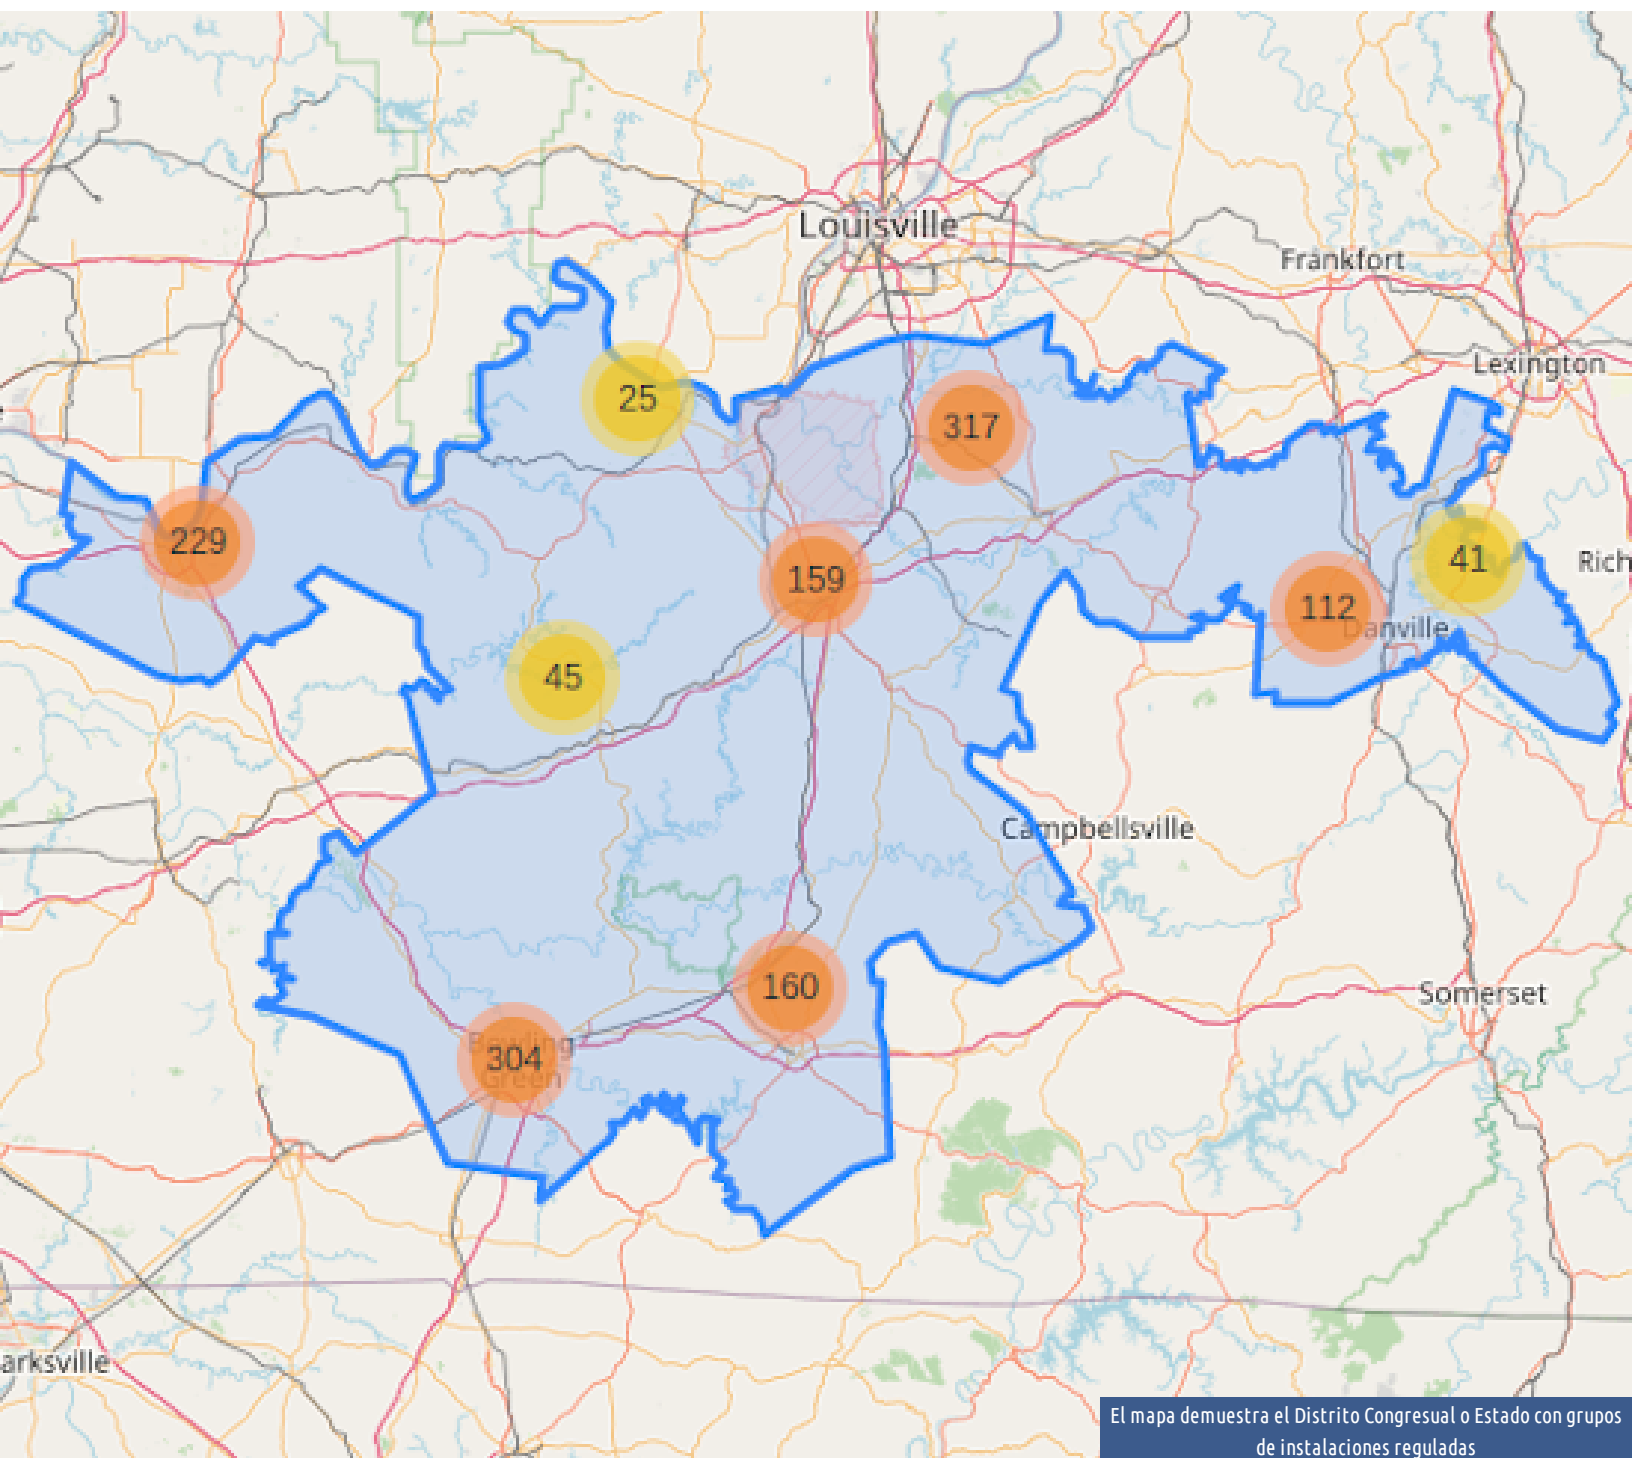 Louisville
Frankfort
Lexington
25
317
229
159
41
Rich
112
Danville
45
Campbellsville
160
Somerset
Bowling
304
Green
arksville
El mapa demuestra el Distrito Congresual o Estado con grupos
de instalaciones reguladas